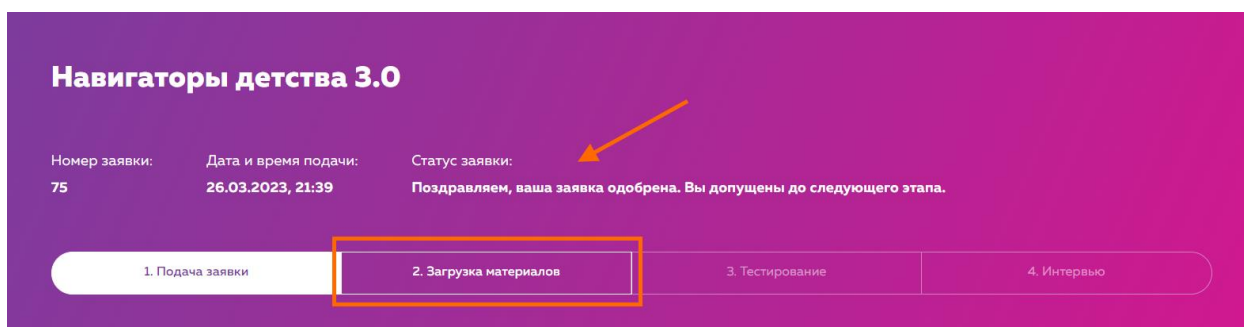 Навигаторы детства 3.0
Номер заявки: Дата и время подачи: Статус заявки:
75 26.03.2023, 21:39 Поздравляем, ваша заявка одобрена. Вы допущены до следующего этапа.
1. Подача заявки 2. Загрузка материалов 3. Тестирование 4. Интервью